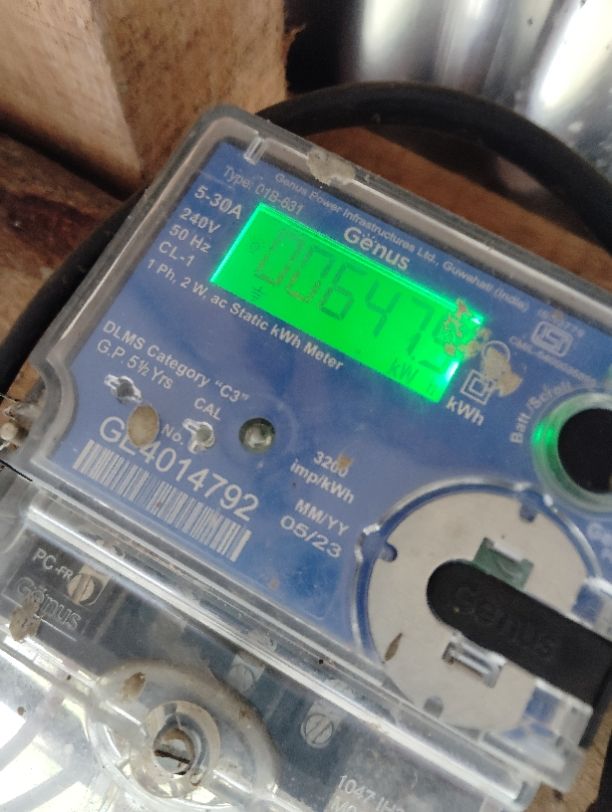 Genus Power Infrastructures Ltd., Guwahati (India)
Type: 01B-631
Genus
5-30A
240V
50 Hz
CL-1
1 Ph, 2 W, ac Static kWh Meter
00647.
kW h
kWh
DLMS Category "C3"
G.P. 5½ Yrs
CAL
No.
GE4014792
imp/kWh
MM/YY
05/23
Genus
Genus